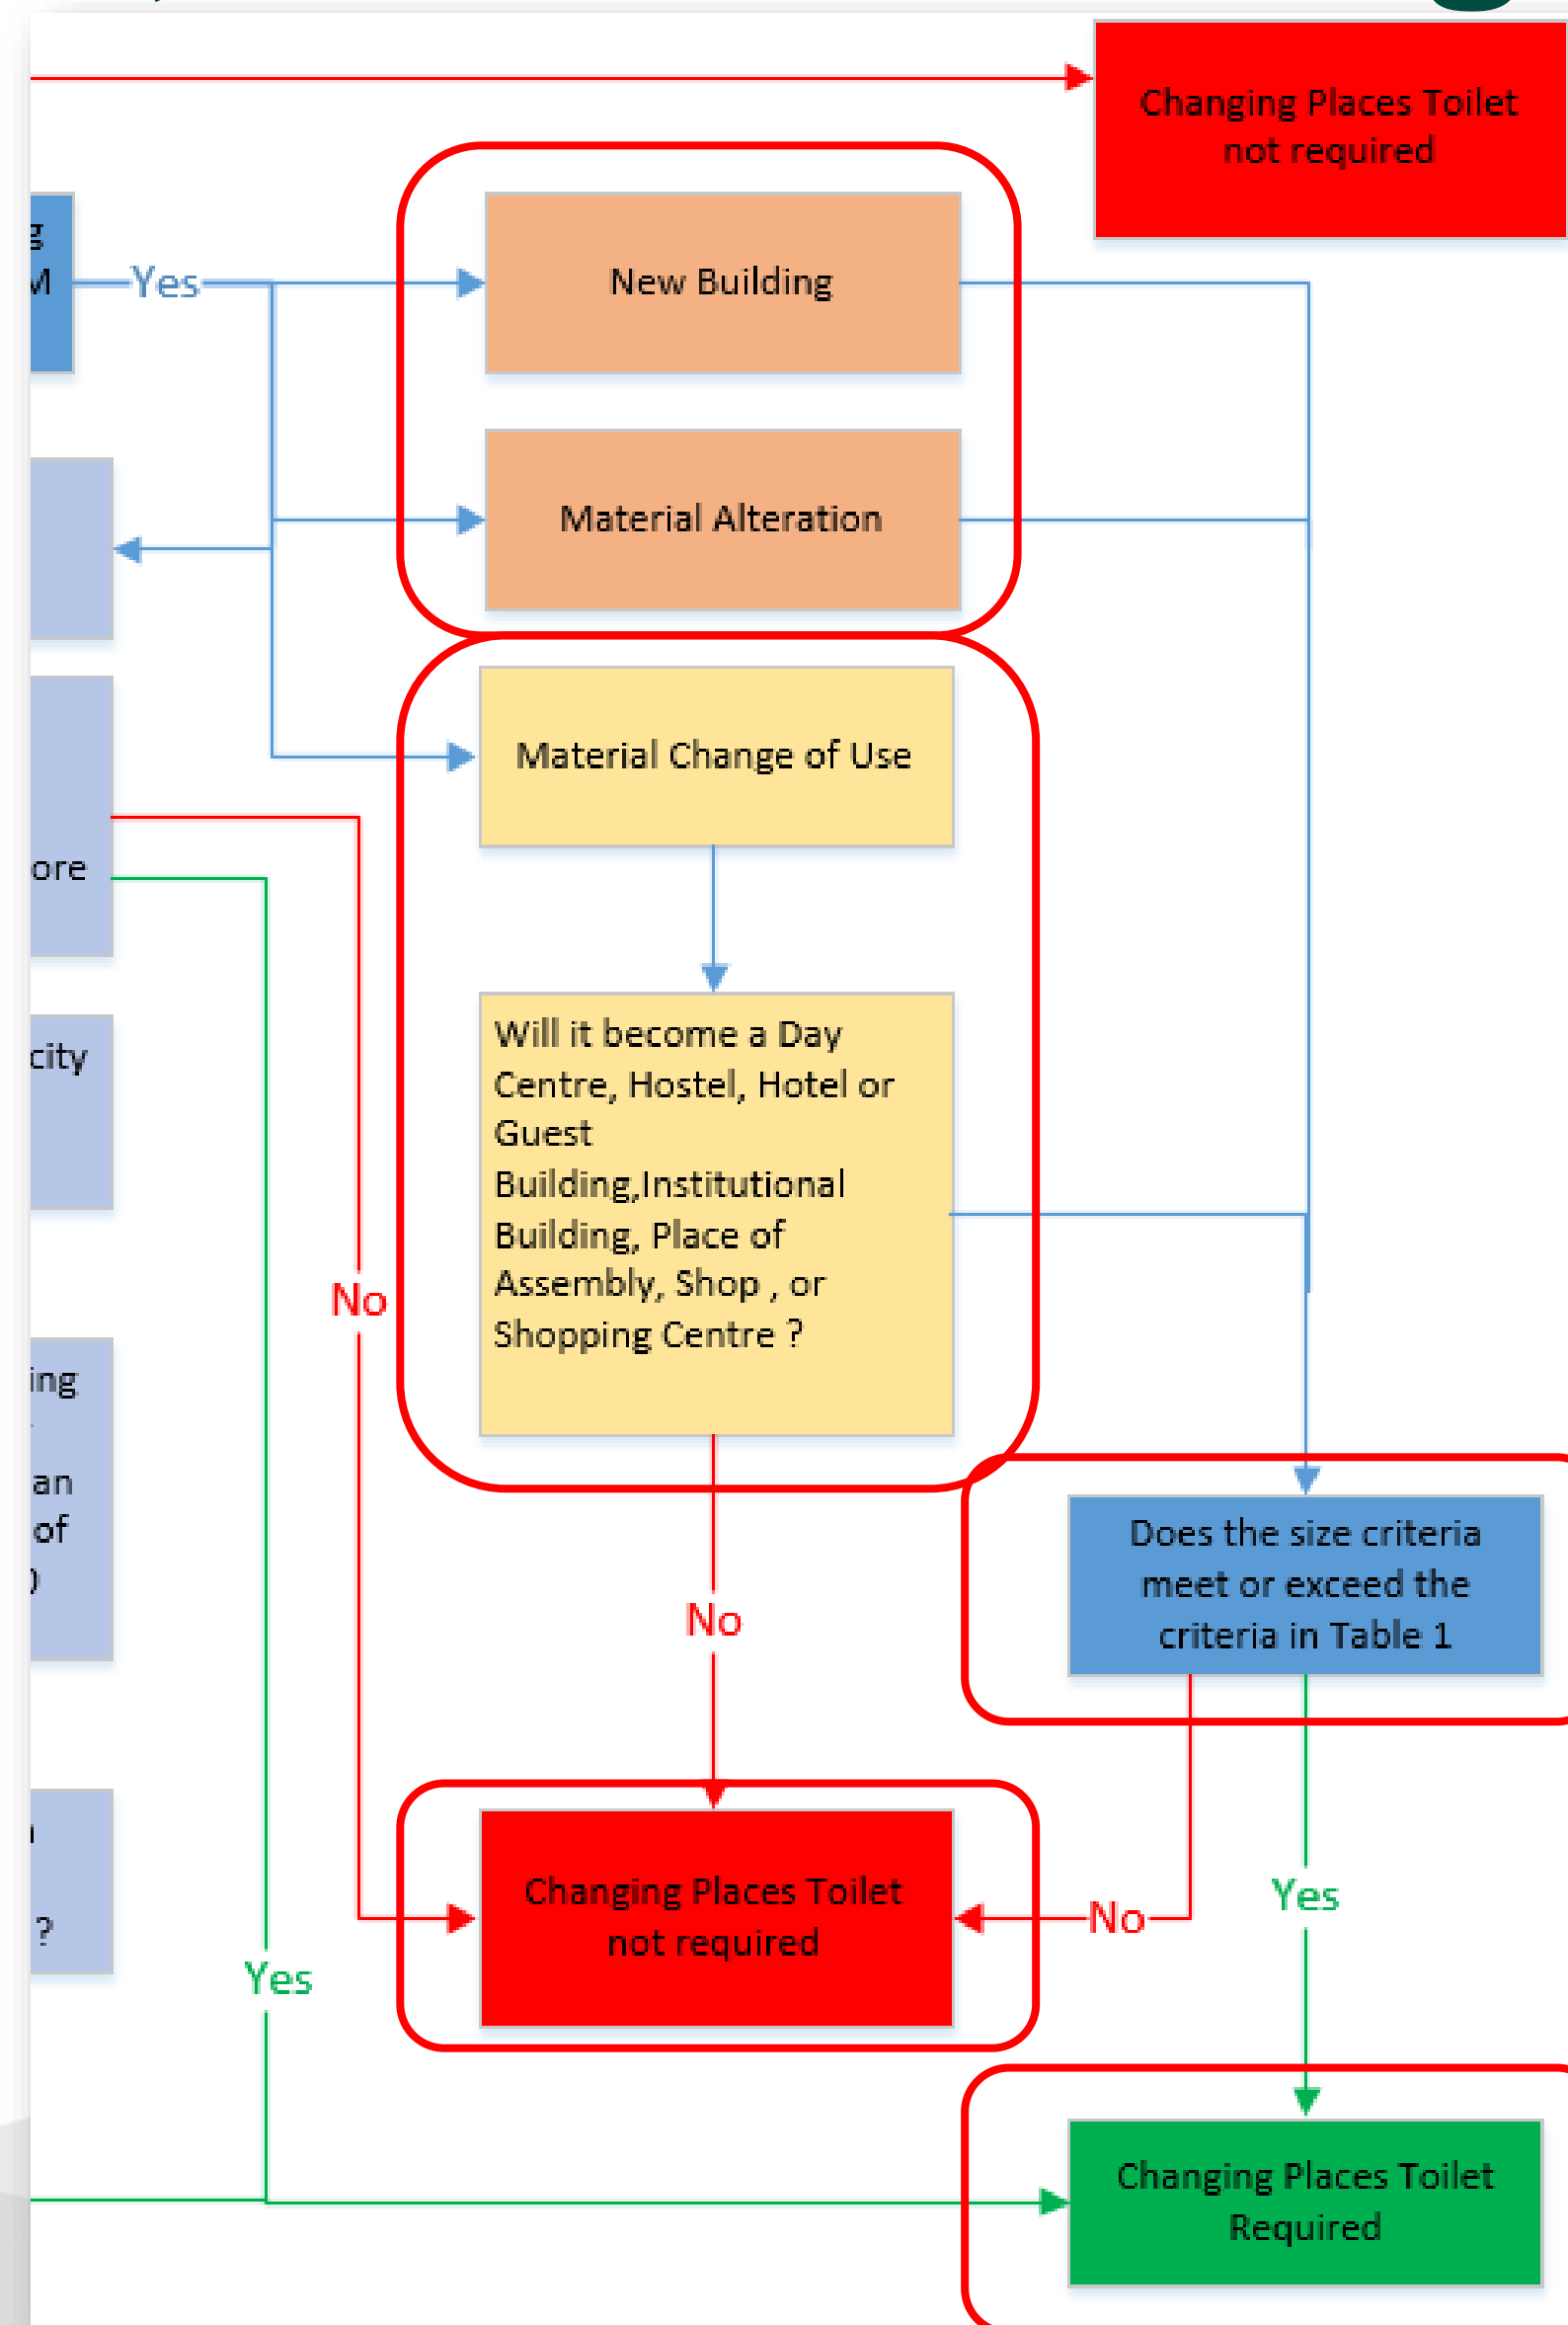 Changing Places Toilet
not required
g
M
Yes
New Building
Material Alteration
Material Change of Use
ore
Will it become a Day
Centre, Hostel, Hotel or
Guest
Building,Institutional
Building, Place of
Assembly, Shop , or
Shopping Centre ?
city
No
ing
an
of
Does the size criteria
meet or exceed the
criteria in Table 1
No
?
Changing Places Toilet
not required
No
Yes
Yes
Changing Places Toilet
Required